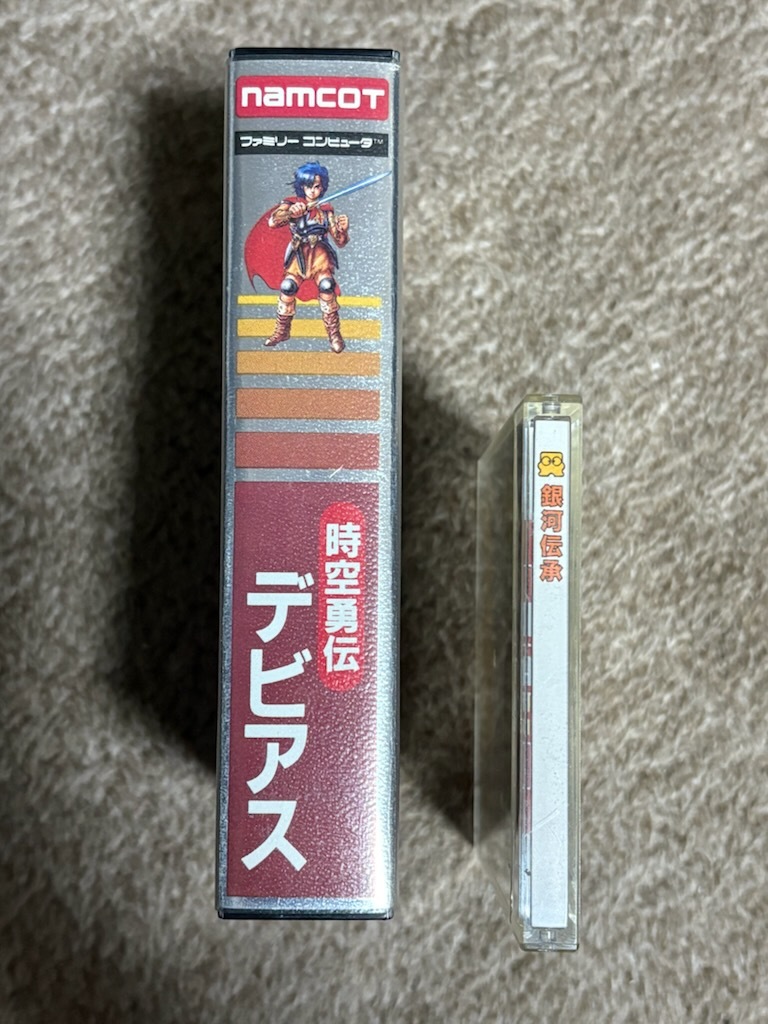 namcoT
ファミリー コンピュータ™
時空勇伝
デビアス
銀河伝承